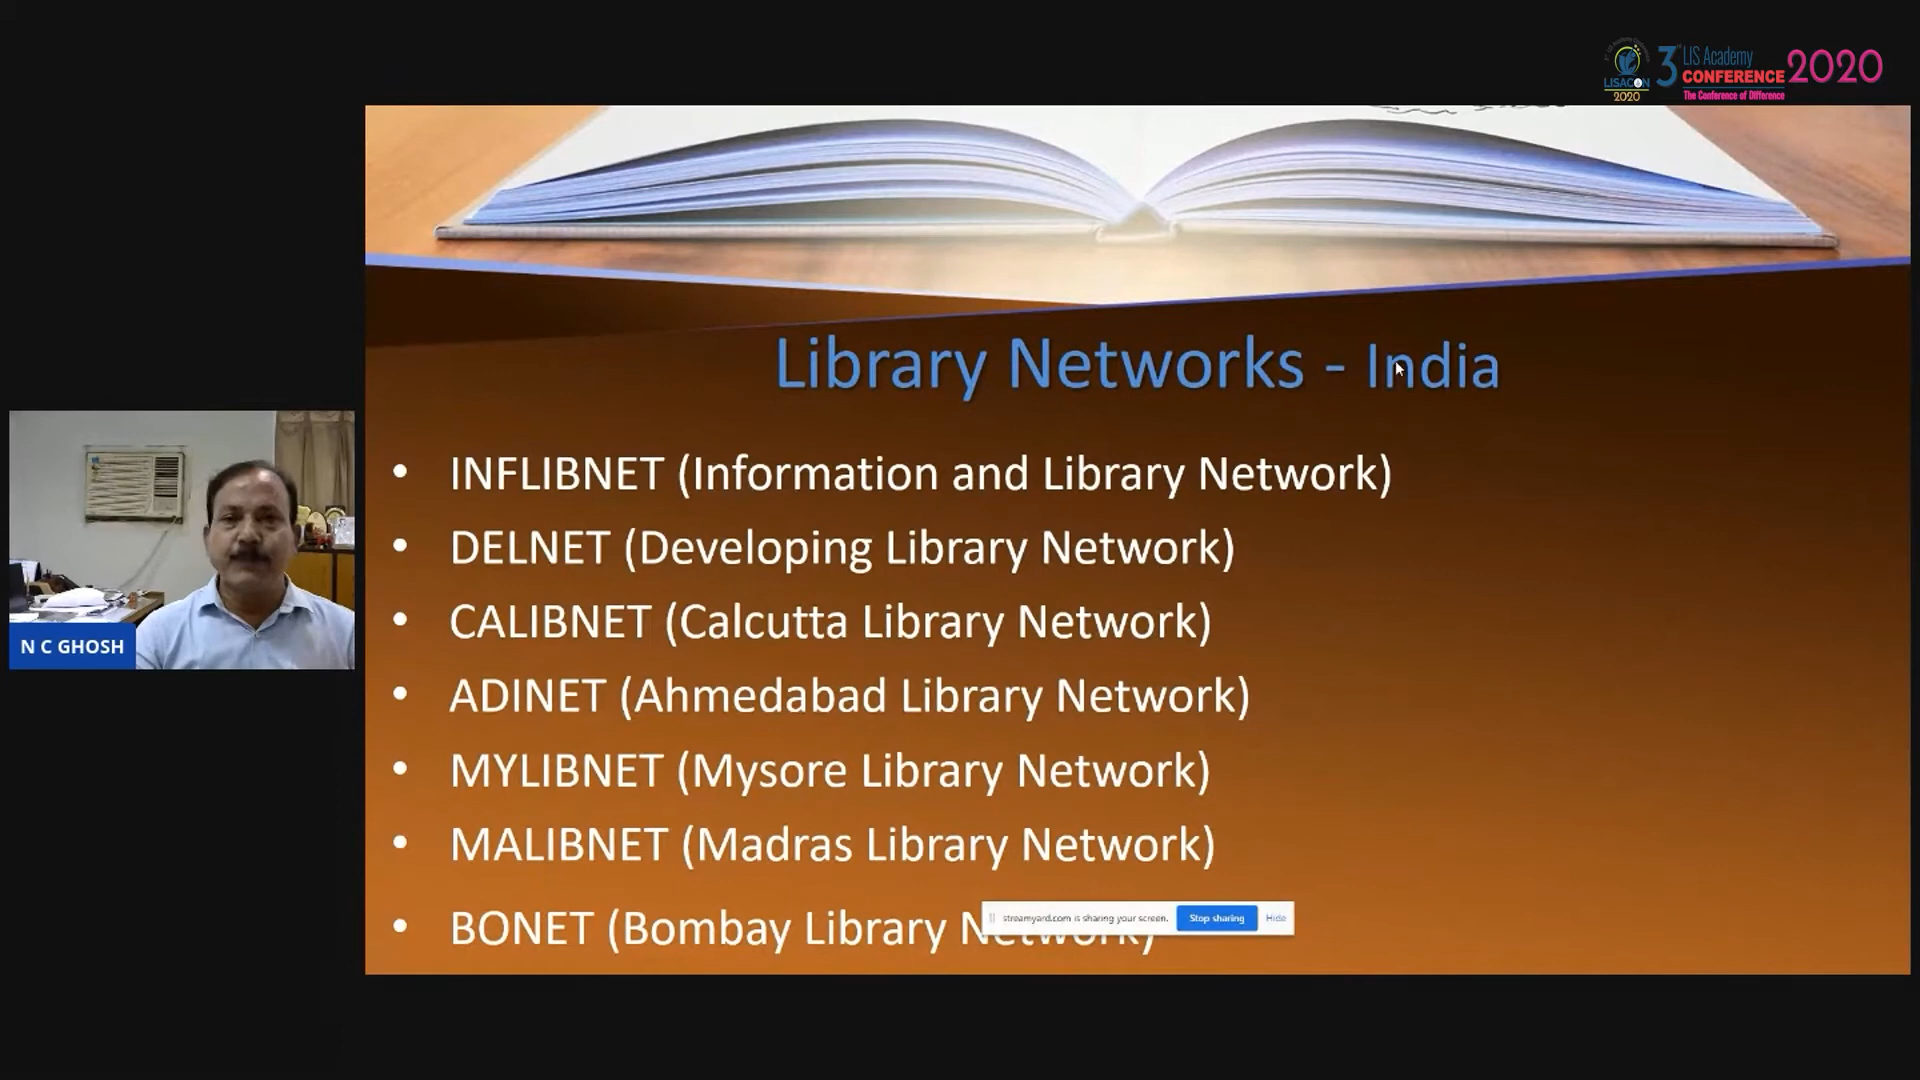 LISACON
2020
3rd LIS Academy
CONFERENCE 2020
The Conference of Difference
Library Networks - India
• INFLIBNET (Information and Library Network)
• DELNET (Developing Library Network)
• CALIBNET (Calcutta Library Network)
• ADINET (Ahmedabad Library Network)
• MYLIBNET (Mysore Library Network)
• MALIBNET (Madras Library Network)
• BONET (Bombay Library Network)
streamyard.com is sharing your screen. Stop sharing Hide
N C GHOSH